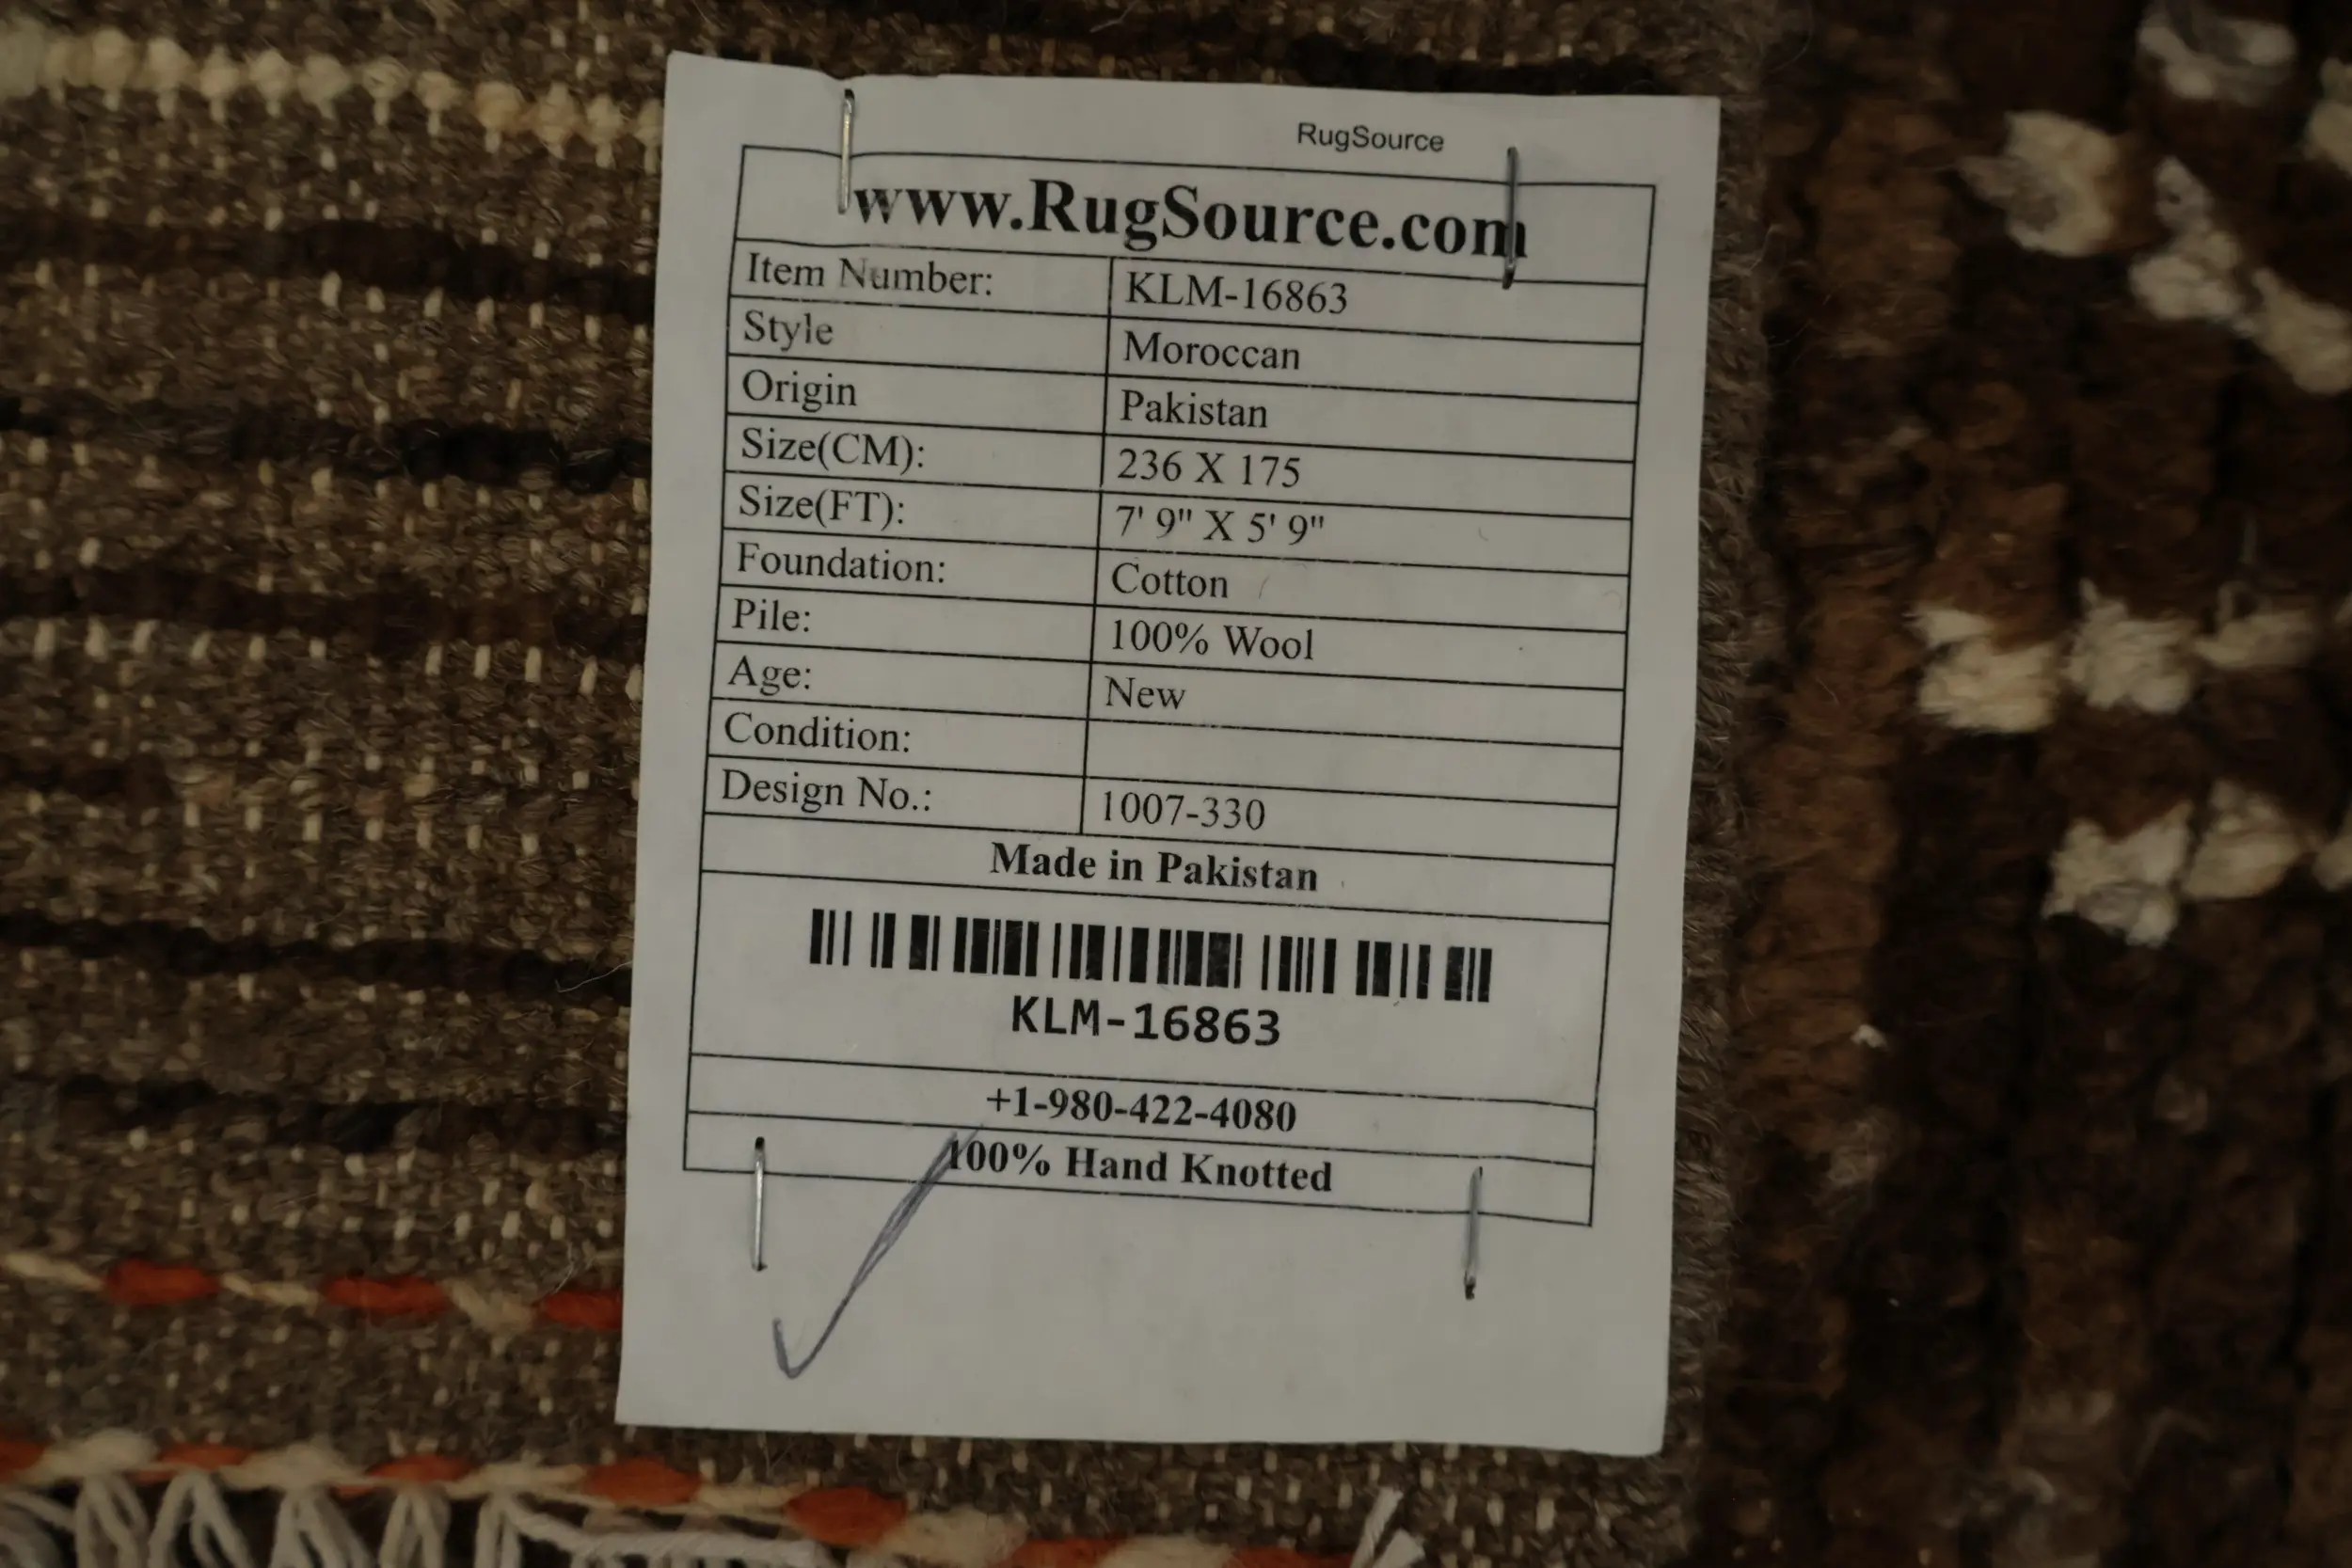 RugSource
www.RugSource.com
Item Number: KLM-16863
Style Moroccan
Origin Pakistan
Size(CM): 236 X 175
Size(FT): 7' 9" X 5' 9"
Foundation: Cotton
Pile: 100% Wool
Age: New
Condition:
Design No.: 1007-330
Made in Pakistan
KLM-16863
+1-980-422-4080
100% Hand Knotted